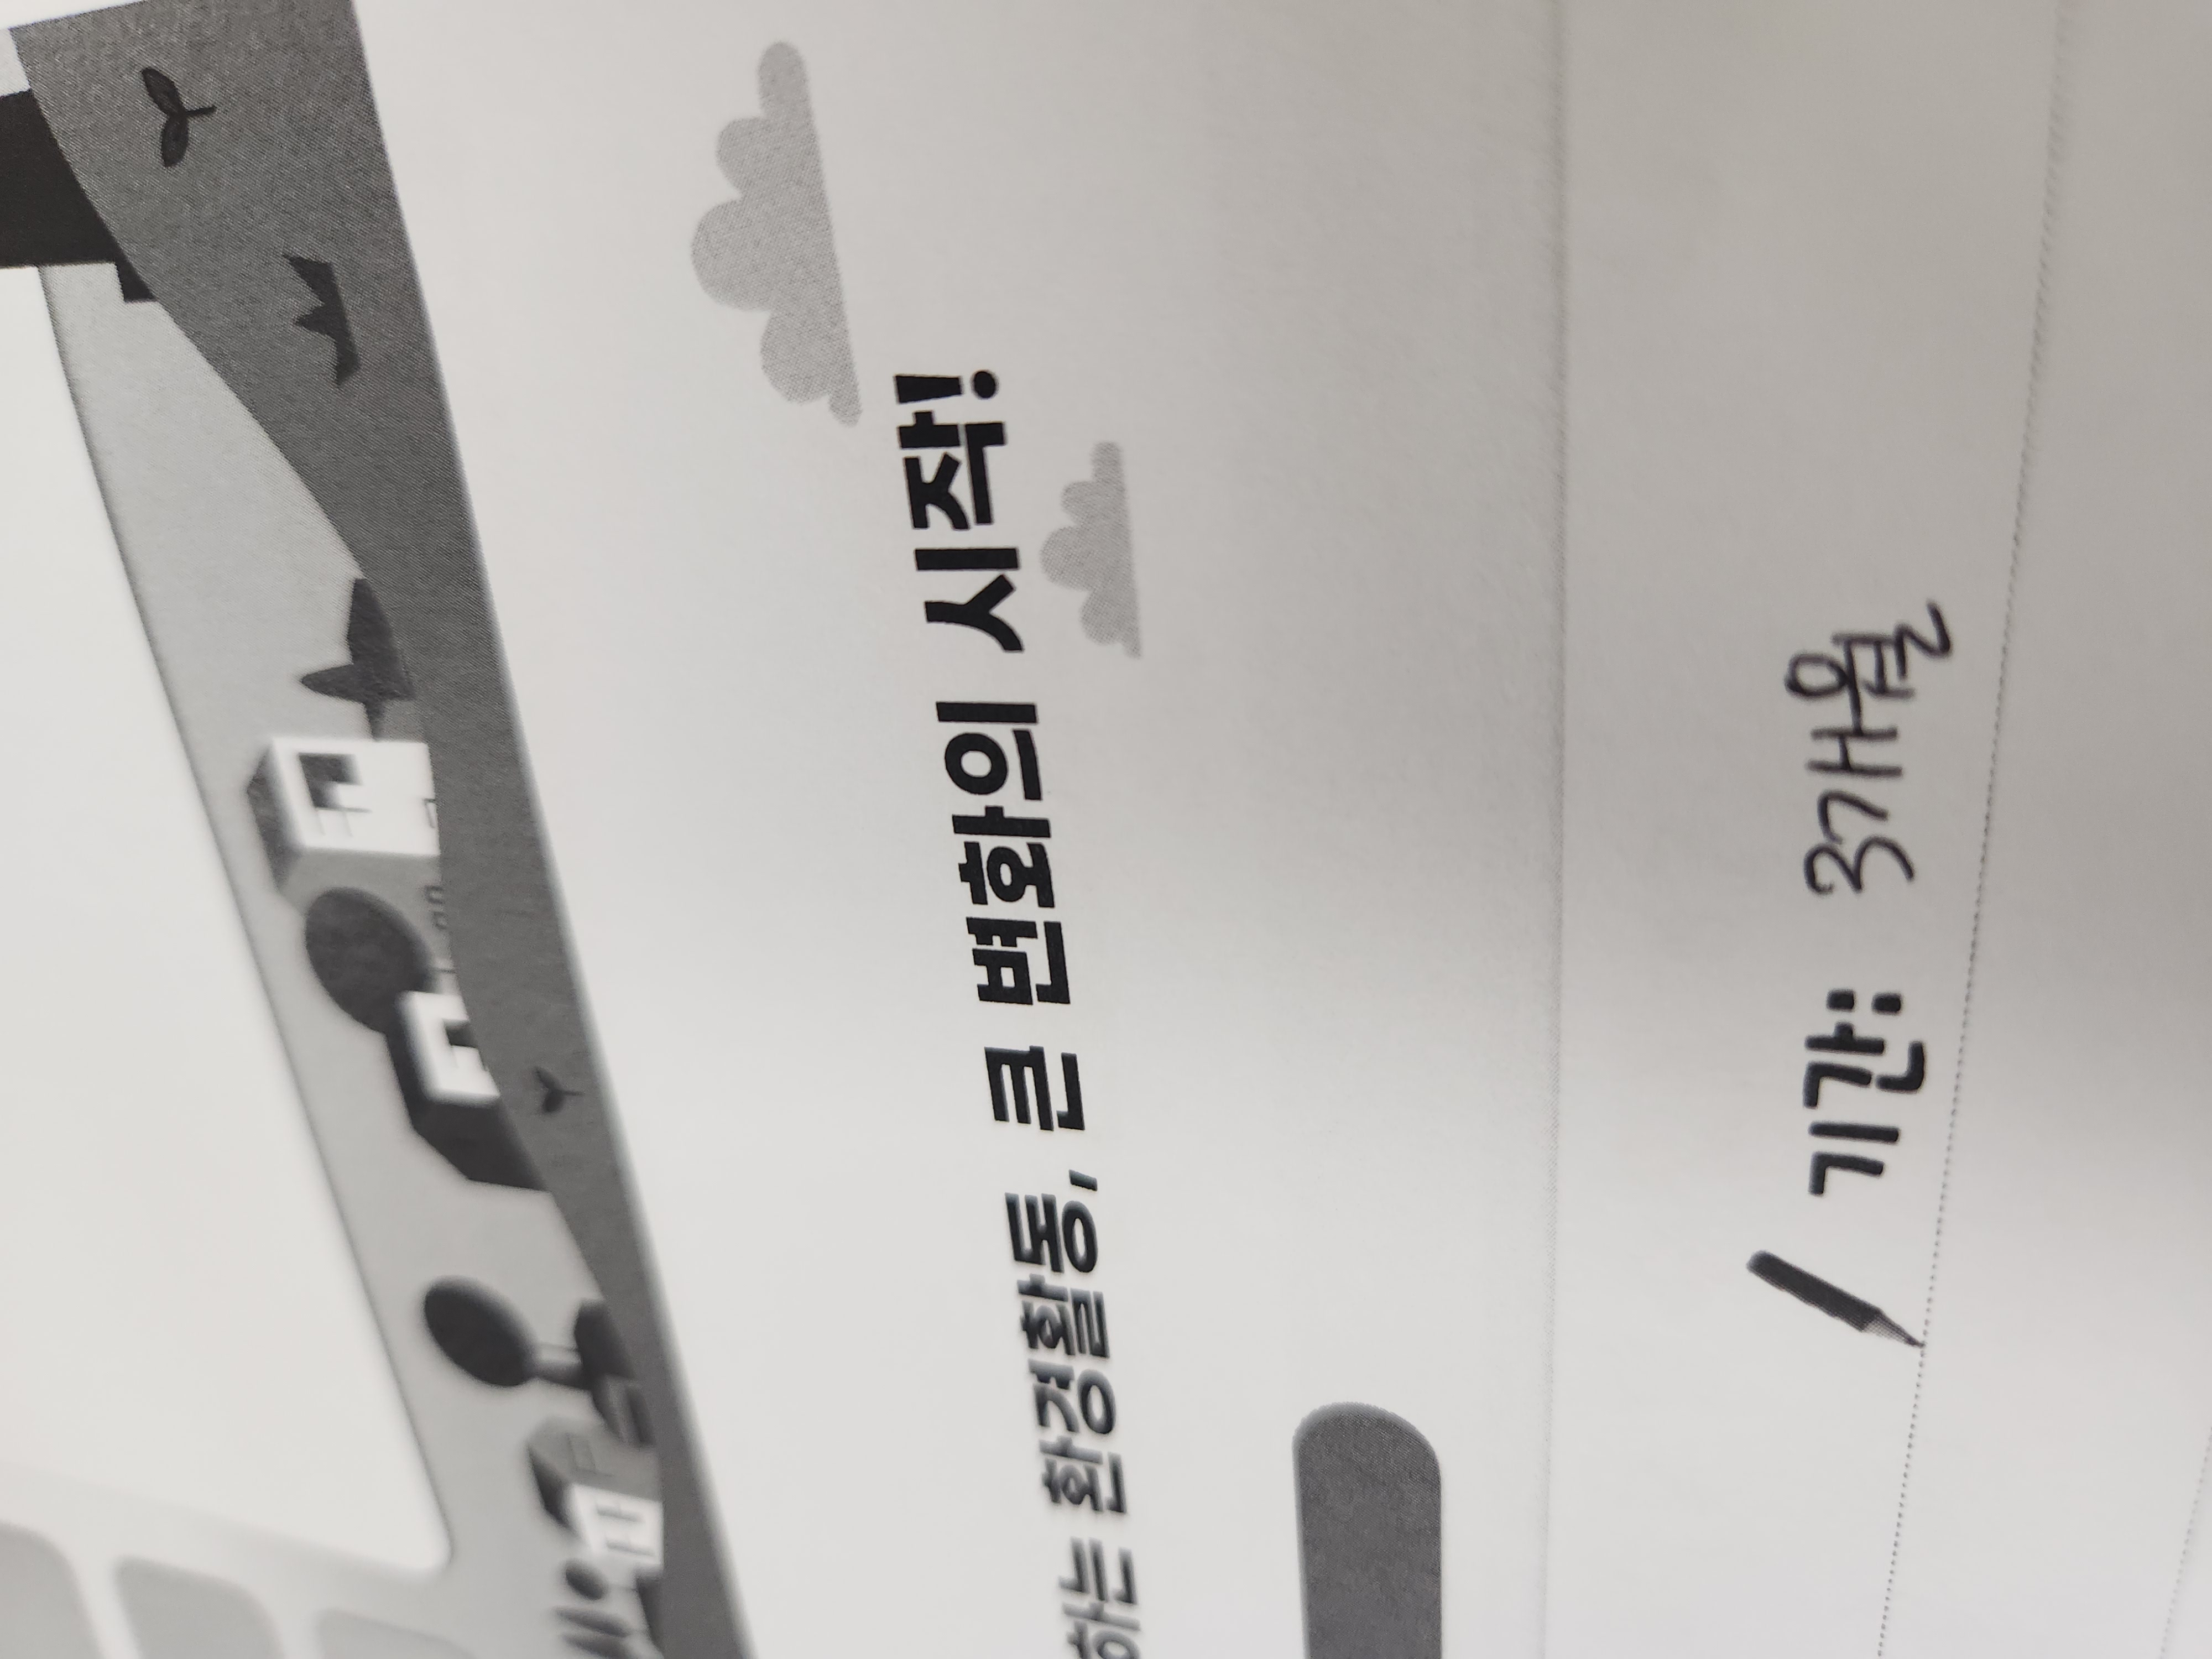 하는 환경활동, 큰 변화의 시작!
기간: 3개월